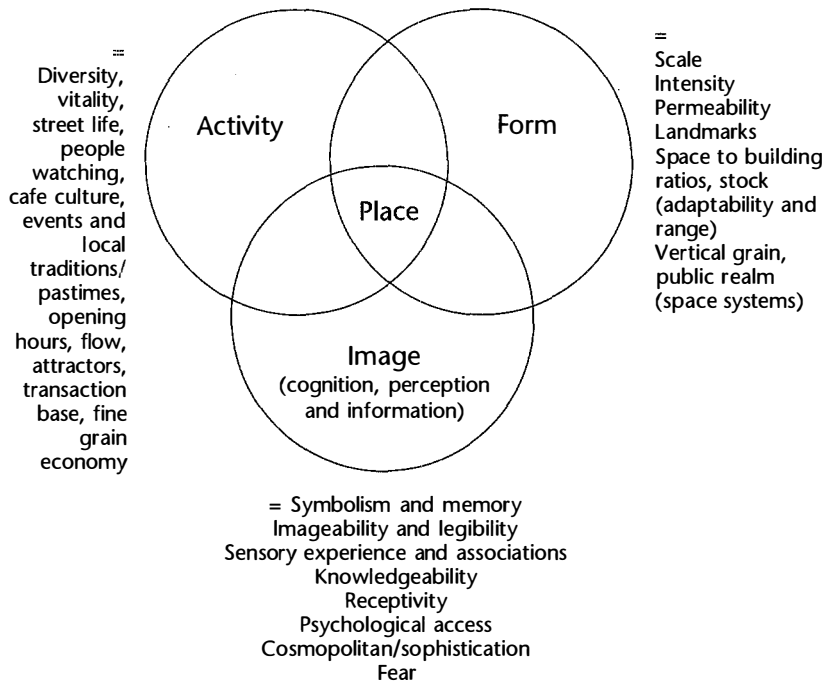 =
Diversity,
vitality,
street life,
people
watching,
cafe culture,
events and
local
traditions/
pastimes,
opening
hours, flow,
attractors,
transaction
base, fine
grain
economy
Activity
Form
Place
Image
(cognition, perception
and information)
=
Scale
Intensity
Permeability
Landmarks
Space to building
ratios, stock
(adaptability and
range)
Vertical grain,
public realm
(space systems)
= Symbolism and memory
Imageability and legibility
Sensory experience and associations
Knowledgeability
Receptivity
Psychological access
Cosmopolitan/sophistication
Fear